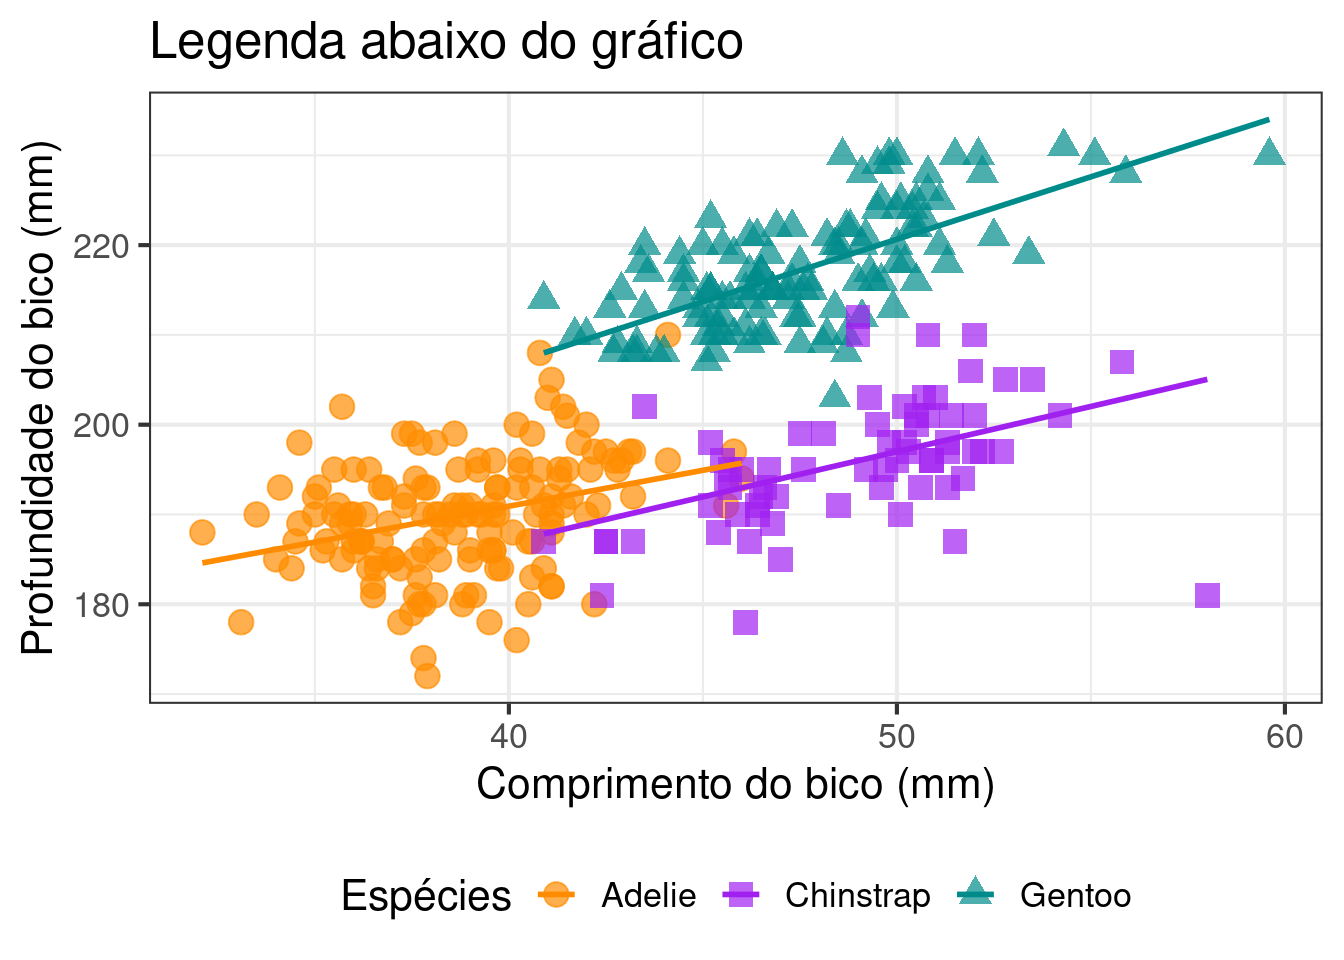 Legenda abaixo do gráfico
Profundidade do bico (mm)
220
200
180
40 50 60
Comprimento do bico (mm)
Espécies Adelie Chinstrap Gentoo